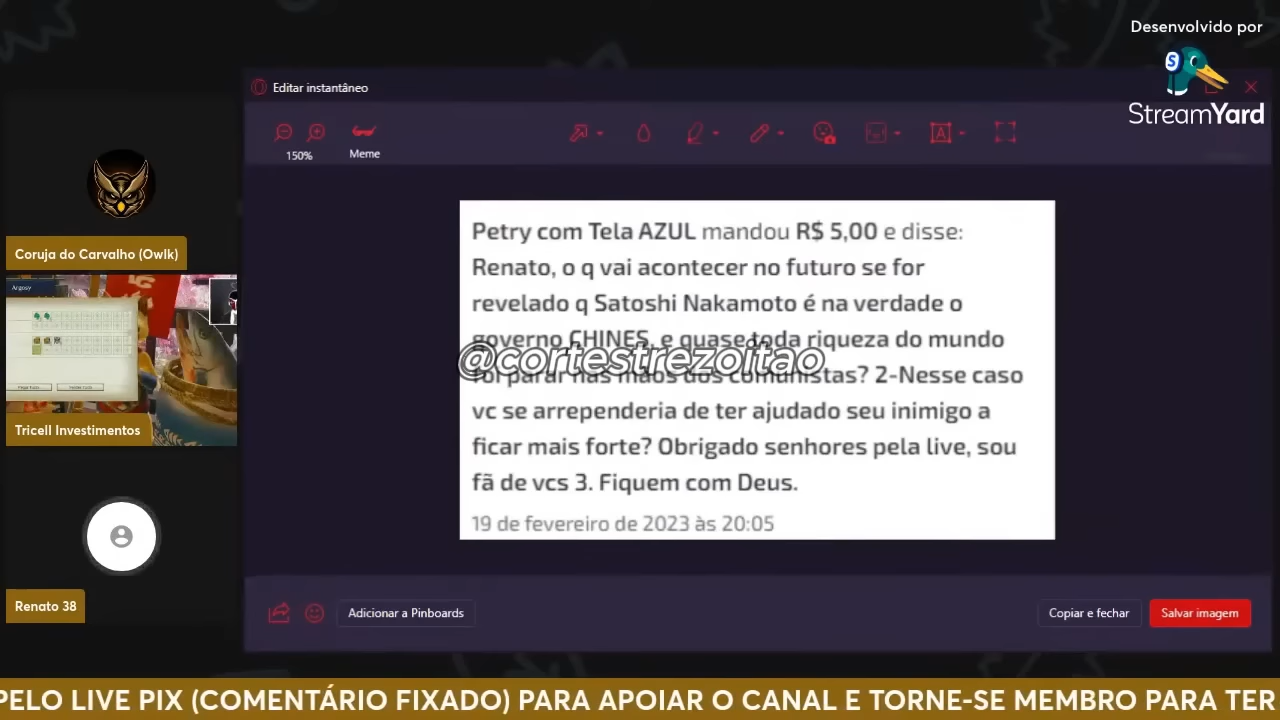 Desenvolvido por
StreamYard
Editar instantâneo
150%
Meme
Coruja do Carvalho (Owlk)
Argosy
Tricell Investimentos
Renato 38
Petry com Tela AZUL mandou R$ 5,00 e disse:
Renato, o q vai acontecer no futuro se for
revelado q Satoshi Nakamoto é na verdade o
governo CHINES, e quase toda riqueza do mundo
@cortestrezoitao
foi parar nas mãos dos comunistas? 2-Nesse caso
vc se arrependeria de ter ajudado seu inimigo a
ficar mais forte? Obrigado senhores pela live, sou
fã de vcs 3. Fiquem com Deus.
19 de fevereiro de 2023 às 20:05
Adicionar a Pinboards
Copiar e fechar
Salvar imagem
PELO LIVE PIX (COMENTÁRIO FIXADO) PARA APOIAR O CANAL E TORNE-SE MEMBRO PARA TER